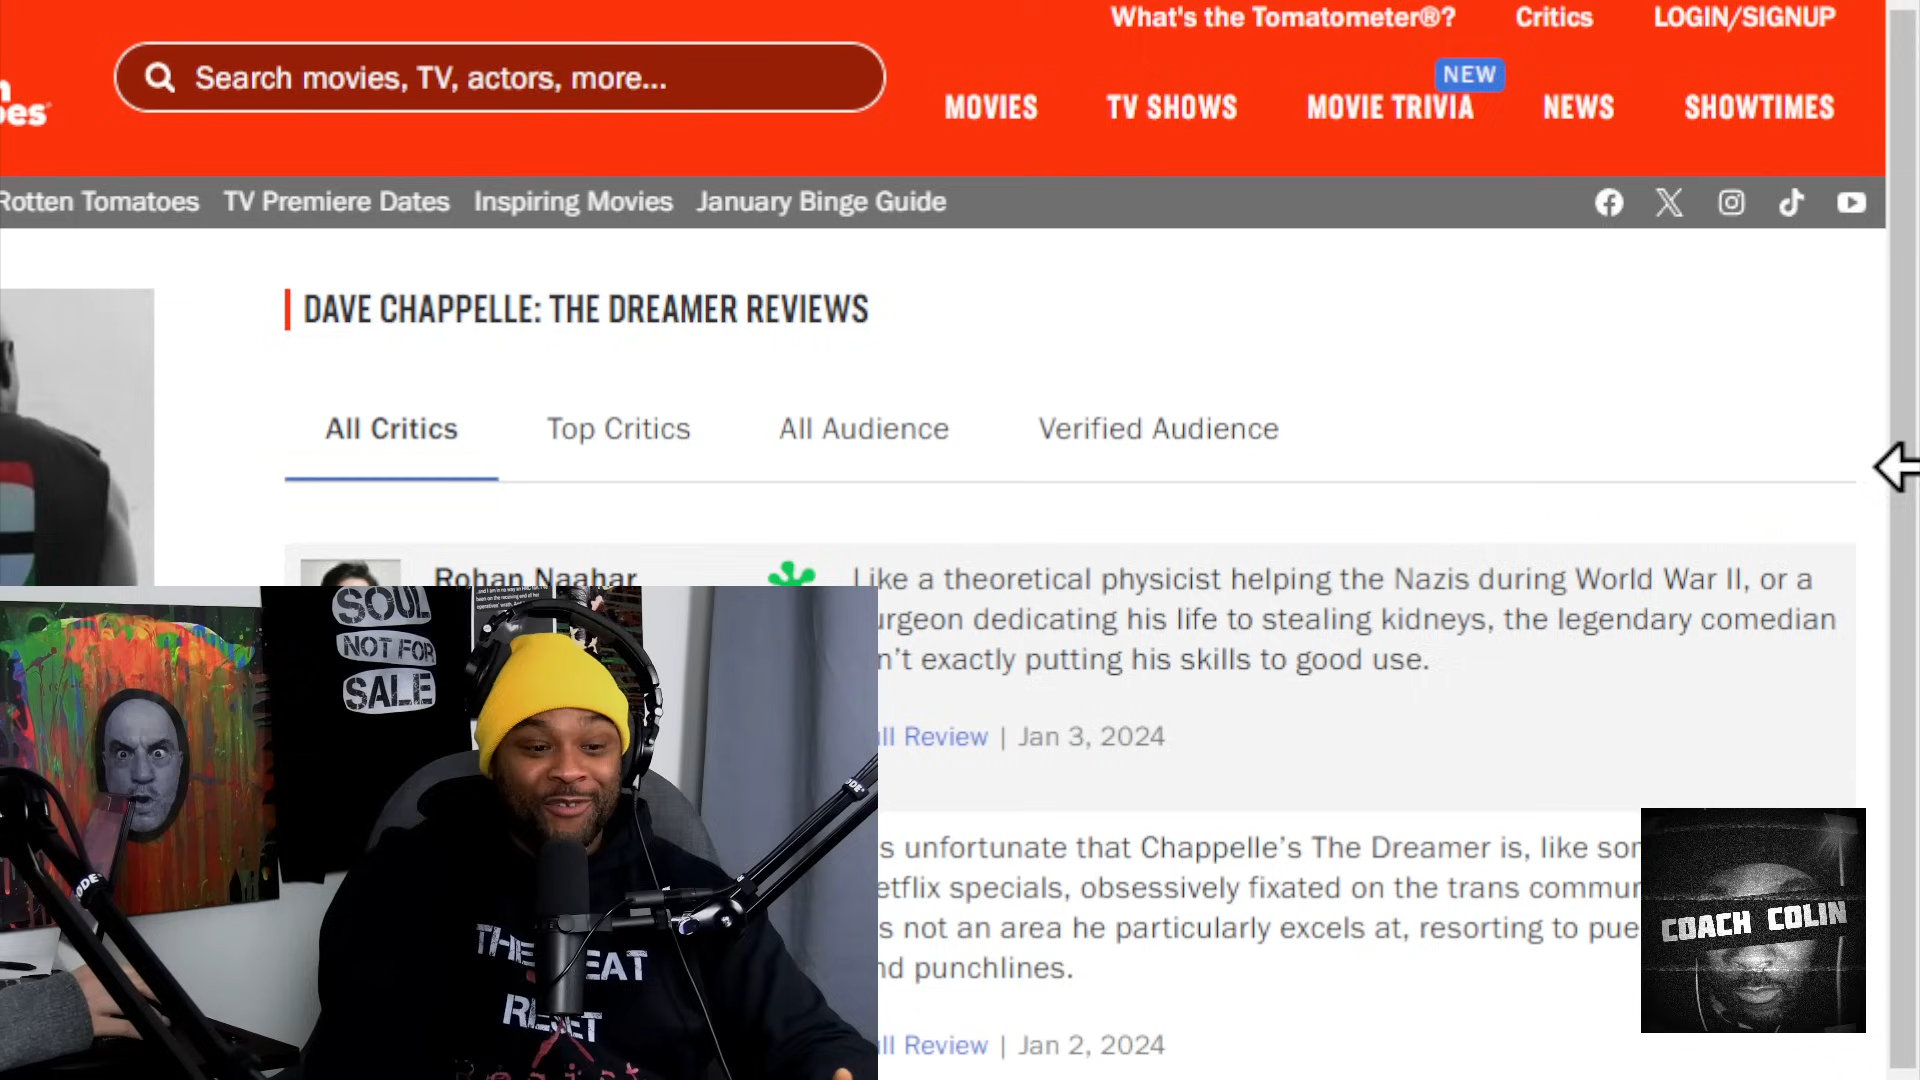 What's the Tomatometer®? Critics LOGIN/SIGNUP
Search movies, TV, actors, more...
NEW
MOVIES TV SHOWS MOVIE TRIVIA NEWS SHOWTIMES
Rotten Tomatoes TV Premiere Dates Inspiring Movies January Binge Guide
DAVE CHAPPELLE: THE DREAMER REVIEWS
All Critics Top Critics All Audience Verified Audience
Rohan Naahar
Like a theoretical physicist helping the Nazis during World War II, or a
urgeon dedicating his life to stealing kidneys, the legendary comedian
n't exactly putting his skills to good use.
ll Review | Jan 3, 2024
s unfortunate that Chappelle's The Dreamer is, like som
etflix specials, obsessively fixated on the trans commun
s not an area he particularly excels at, resorting to pue
nd punchlines.
ll Review | Jan 2, 2024
SOUL
NOT FOR
SALE
THE EAT
RESET
COACH COLIN